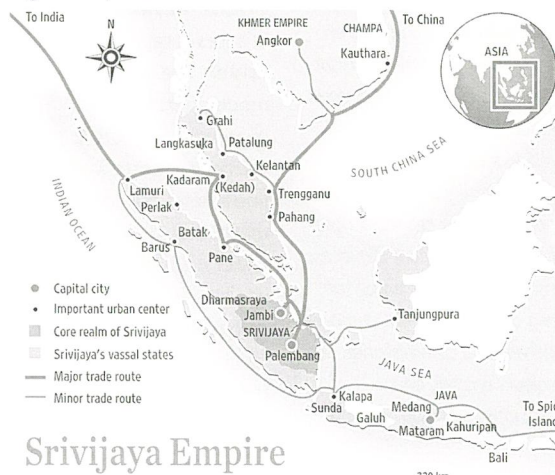 To India
N
KHMER EMPIRE
Angkor
CHAMPA
Kauthara
To China
ASIA
Grahi
Langkasuka
Patalung
Kelantan
Kadaram
(Kedah)
Trengganu
Pahang
SOUTH CHINA SEA
INDIAN OCEAN
Lamuri
Perlak
Batak
Barus
Pane
Dharmasraya
Jambi
SRIVIJAYA
Palembang
Tanjungpura
JAVA SEA
Kalapa
Sunda
Galuh
Medang
JAVA
Mataram
Kahuripan
Bali
To Spic
Island
Capital city
Important urban center
Core realm of Srivijaya
Srivijaya's vassal states
Major trade route
Minor trade route
Srivijaya Empire